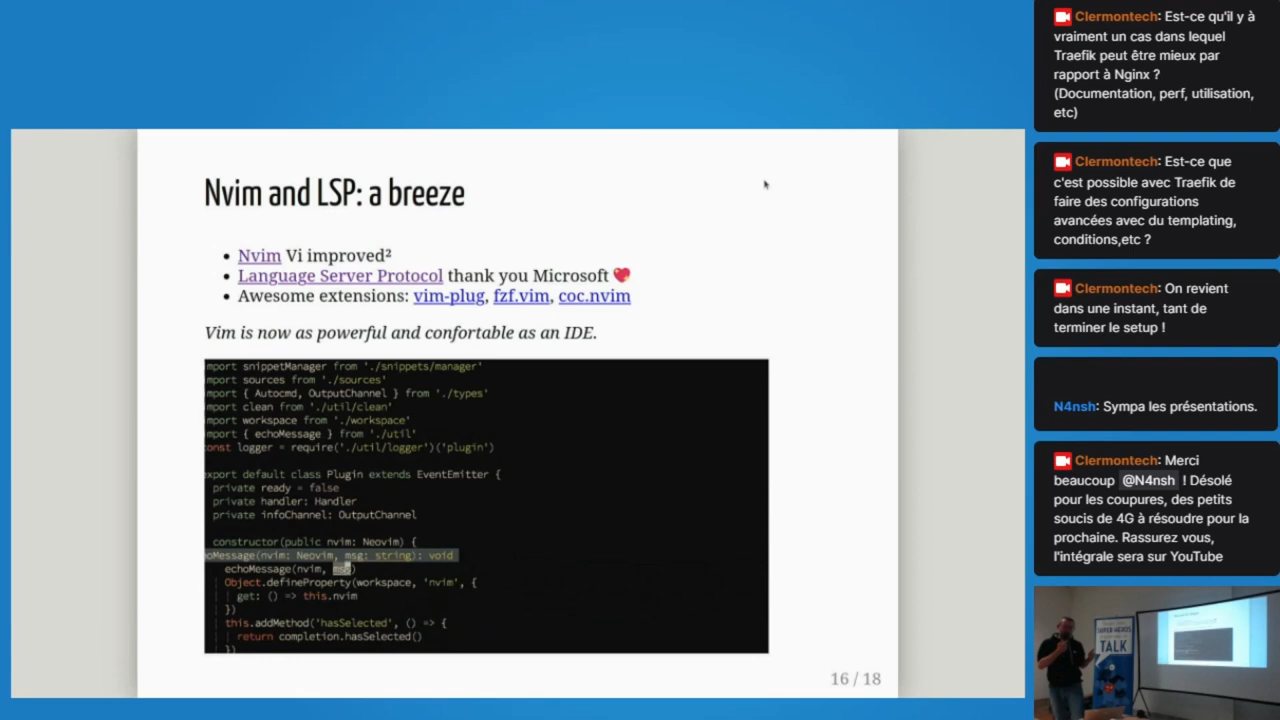 Nvim and LSP: a breeze
Nvim Vi improved²
Language Server Protocol thank you Microsoft
Awesome extensions: vim-plug, fzf.vim, coc.nvim
Vim is now as powerful and confortable as an IDE.
mport snippetManager from './snippets/manager'
mport sources from './sources'
mport { Autocmd, OutputChannel } from './types'
mport clean from './util/clean'
mport workspace from './workspace'
mport { echoMessage } from './util'
onst logger = require('./util/logger')('plugin')
xport default class Plugin extends EventEmitter {
private ready = false
private handler: Handler
private infoChannel: OutputChannel
constructor(public nvim: Neovim) {
oMessage(nvim: Neovim, msg: string): void
echoMessage(nvim, msg)
Object.defineProperty(workspace, 'nvim', {
get: () => this.nvim
})
this.addMethod('hasSelected', () => {
return completion.hasSelected()
})
16 / 18
Clermontech: Est-ce qu'il y à
vraiment un cas dans lequel
Traefik peut être mieux par
rapport à Nginx ?
(Documentation, perf, utilisation,
etc)
Clermontech: Est-ce que
c'est possible avec Traefik de
faire des configurations
avancées avec du templating,
conditions,etc ?
Clermontech: On revient
dans une instant, tant de
terminer le setup !
N4nsh: Sympa les présentations.
Clermontech: Merci
beaucoup @N4nsh ! Désolé
pour les coupures, des petits
soucis de 4G à résoudre pour la
prochaine. Rassurez vous,
l'intégrale sera sur YouTube
SUPER HEROS
TALK